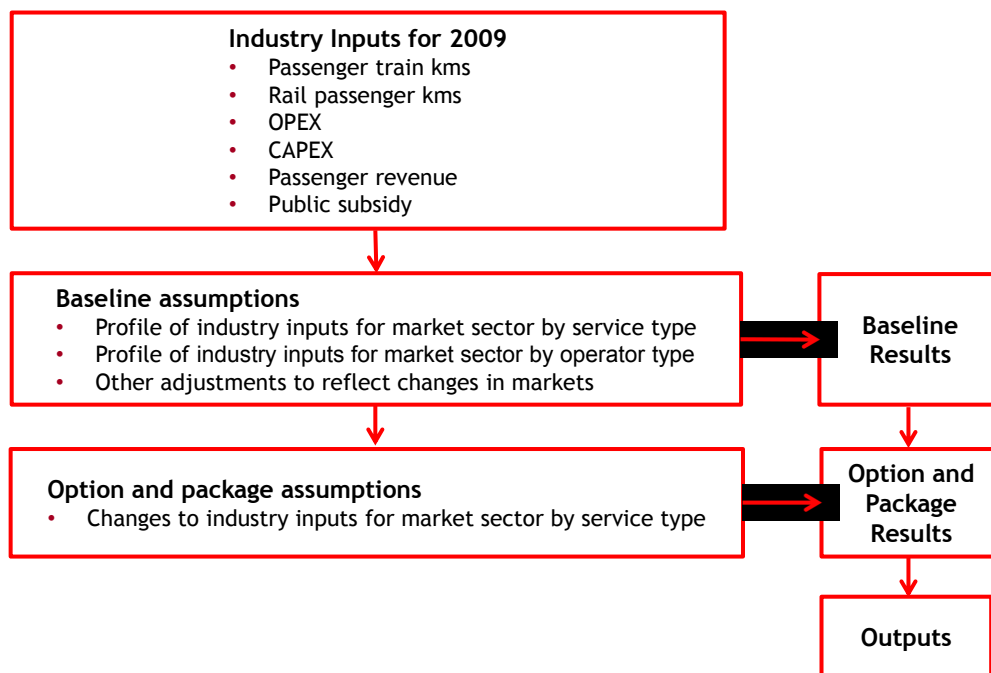 Industry Inputs for 2009
• Passenger train kms
• Rail passenger kms
• OPEX
• CAPEX
• Passenger revenue
• Public subsidy
Baseline assumptions
• Profile of industry inputs for market sector by service type
• Profile of industry inputs for market sector by operator type
• Other adjustments to reflect changes in markets
Baseline
Results
Option and package assumptions
• Changes to industry inputs for market sector by service type
Option and
Package
Results
Outputs